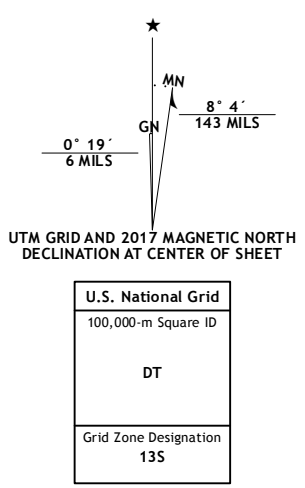 ★
MN
GN
8° 4´
143 MILS
0° 19´
6 MILS
UTM GRID AND 2017 MAGNETIC NORTH
DECLINATION AT CENTER OF SHEET
U.S. National Grid
100,000-m Square ID
DT
Grid Zone Designation
13S